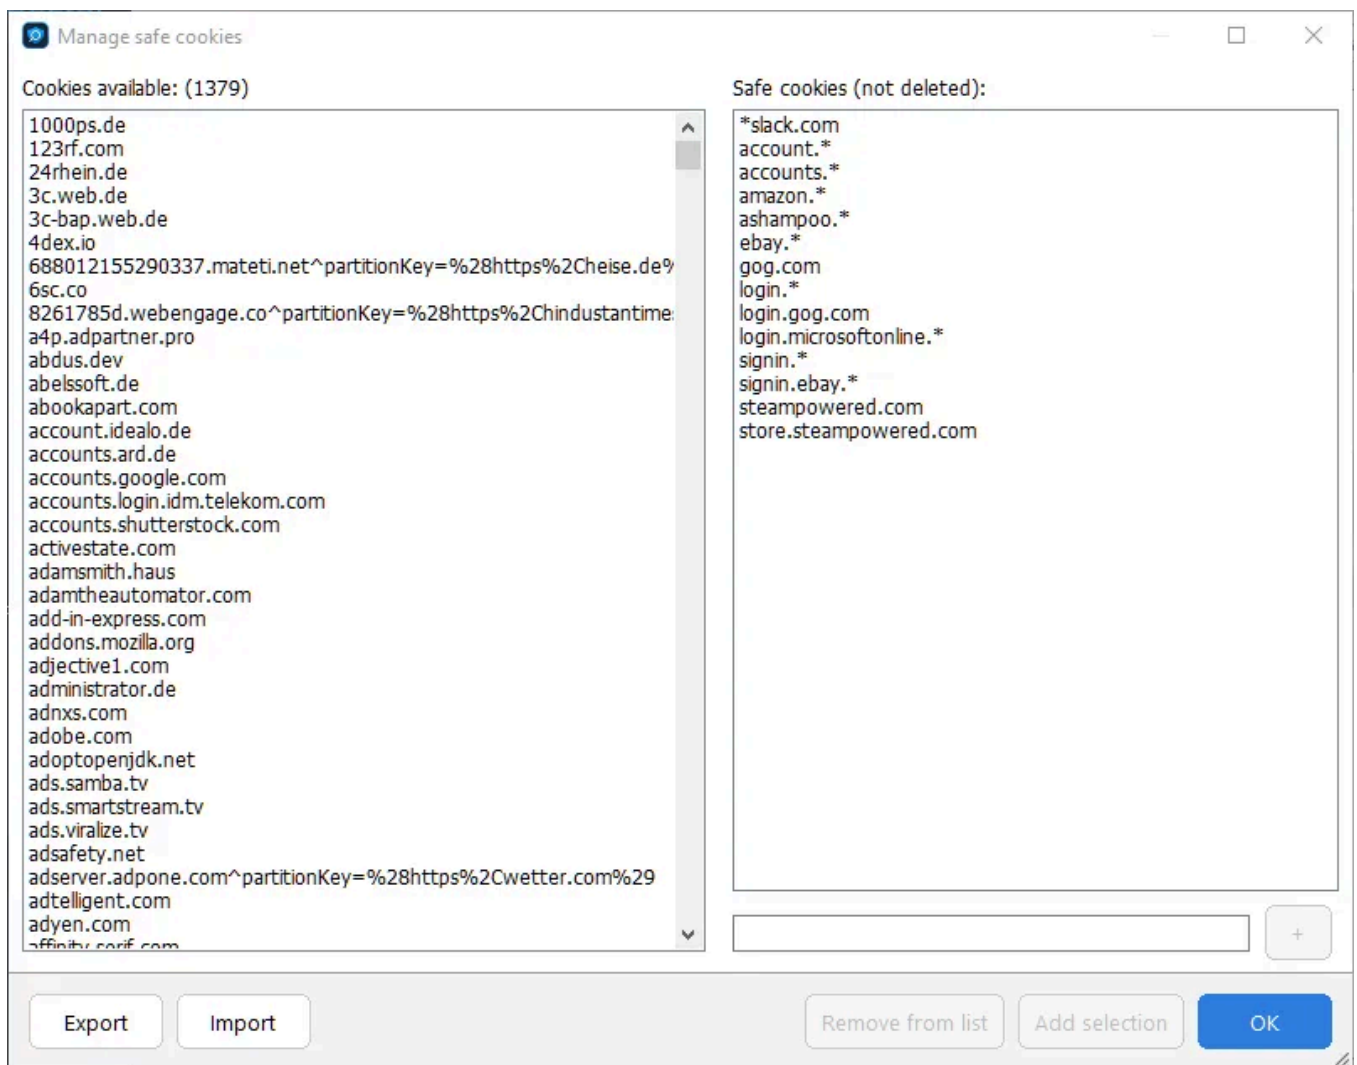 Manage safe cookies
Cookies available: (1379)
1000ps.de
123rf.com
24rhein.de
3c.web.de
3c-bap.web.de
4dex.io
688012155290337.mateti.net^partitionKey=%28https%2Cheise.de%
6sc.co
8261785d.webengage.co^partitionKey=%28https%2Chindustantime
a4p.adpartner.pro
abdus.dev
abelssoft.de
abookapart.com
account.idealo.de
accounts.ard.de
accounts.google.com
accounts.login.idm.telekom.com
accounts.shutterstock.com
activestate.com
adamsmith.haus
adamtheautomator.com
add-in-express.com
addons.mozilla.org
adjective1.com
administrator.de
adnxs.com
adobe.com
adoptopenjdk.net
ads.samba.tv
ads.smartstream.tv
ads.viralize.tv
adsafety.net
adserver.adpone.com^partitionKey=%28https%2Cwetter.com%29
adtelligent.com
adyen.com
affinity.serif.com
Safe cookies (not deleted):
*slack.com
account.*
accounts.*
amazon.*
ashampoo.*
ebay.*
gog.com
login.*
login.gog.com
login.microsoftonline.*
signin.*
signin.ebay.*
steampowered.com
store.steampowered.com
+
Export
Import
Remove from list
Add selection
OK